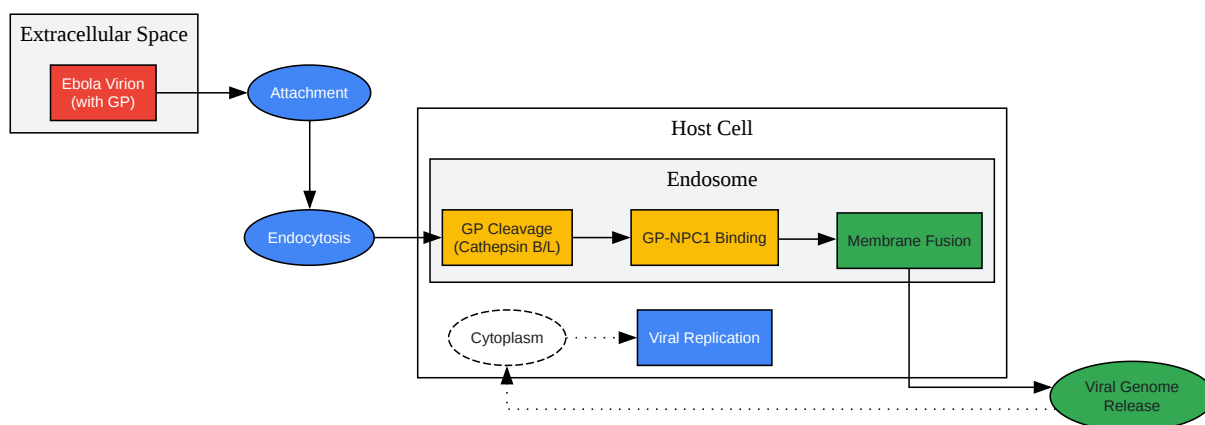 Extracellular Space
Ebola Virion
(with GP)
Attachment
Host Cell
Endosome
Endocytosis
GP Cleavage
(Cathepsin B/L)
GP-NPC1 Binding
Membrane Fusion
Cytoplasm
Viral Replication
Viral Genome
Release